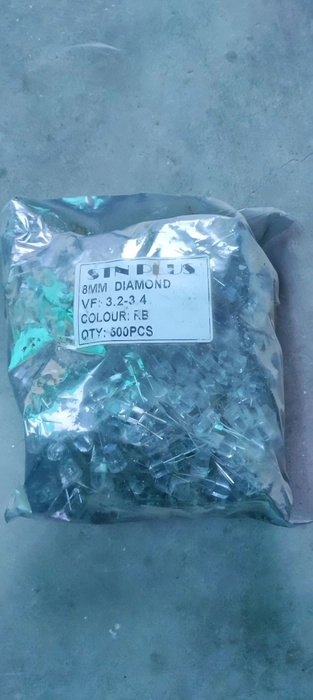 STN PLUS
8MM DIAMOND
VF: 3.2-3.4
COLOUR: RB
QTY: 500PCS